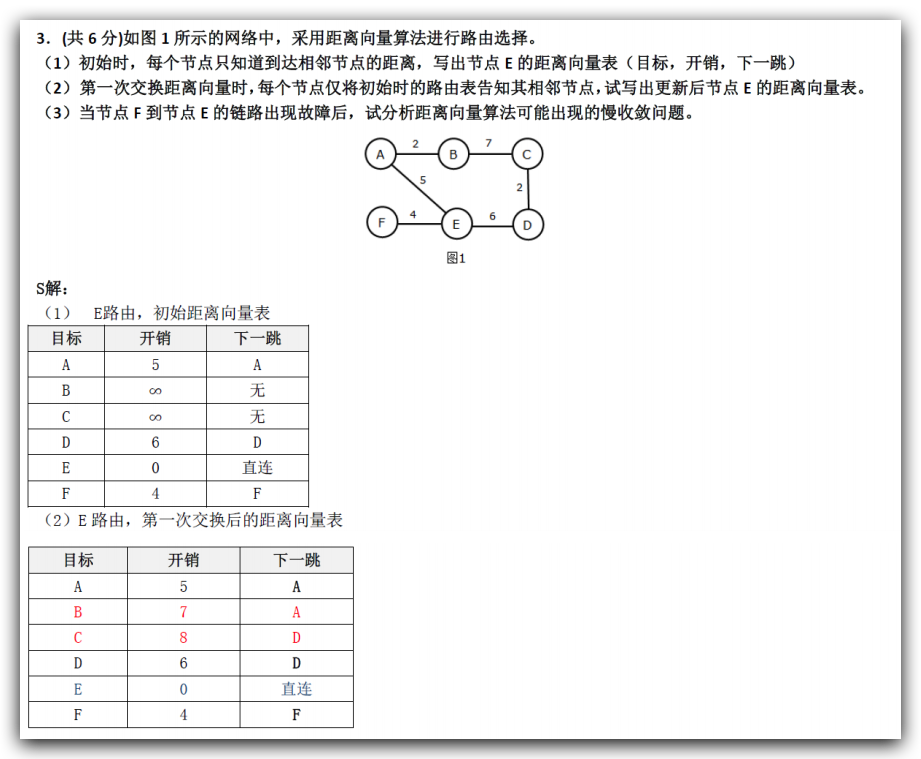 3．(共 6 分)如图 1 所示的网络中，采用距离向量算法进行路由选择。
（1）初始时，每个节点只知道到达相邻节点的距离，写出节点 E 的距离向量表（目标，开销，下一跳）
（2）第一次交换距离向量时，每个节点仅将初始时的路由表告知其相邻节点，试写出更新后节点 E 的距离向量表。
（3）当节点 F 到节点 E 的链路出现故障后，试分析距离向量算法可能出现的慢收敛问题。
A 2 B 7 C
5 2
F 4 E 6 D
图1
S解：
（1） E路由，初始距离向量表
目标 开销 下一跳
A 5 A
B ∞ 无
C ∞ 无
D 6 D
E 0 直连
F 4 F
（2）E 路由，第一次交换后的距离向量表
目标 开销 下一跳
A 5 A
B 7 A
C 8 D
D 6 D
E 0 直连
F 4 F